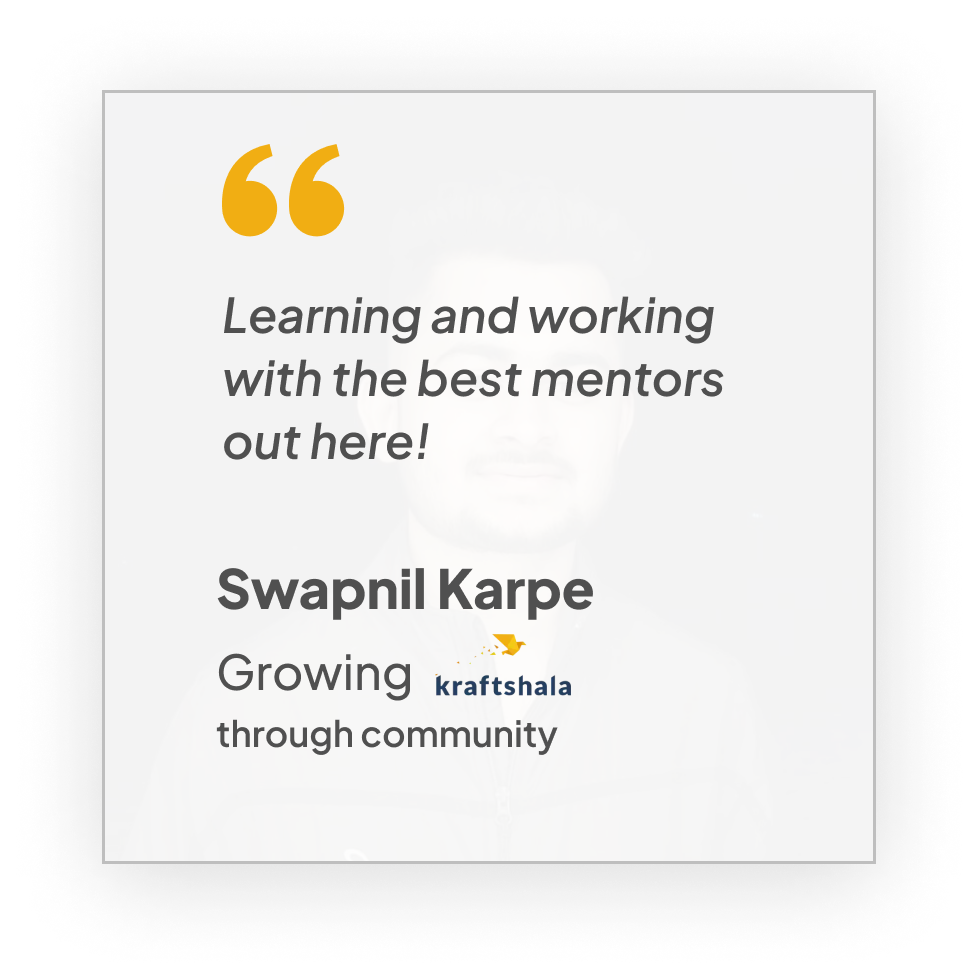 “
Learning and working
with the best mentors
out here!
Swapnil Karpe
Growing kraftshala
through community